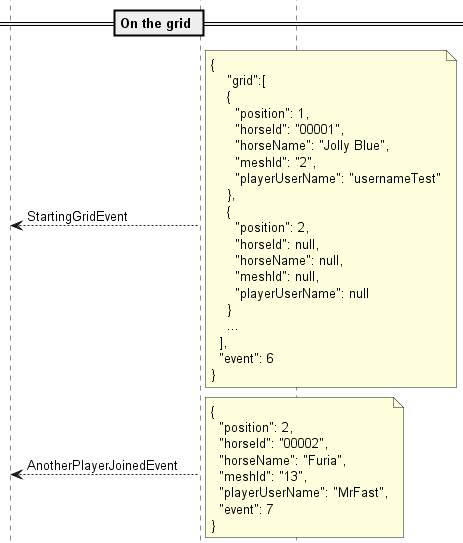 On the grid
{
"grid":[
{
"position": 1,
"horseId": "00001",
"horseName": "Jolly Blue",
"meshId": "2",
"playerUserName": "usernameTest"
},
{
"position": 2,
"horseId": null,
"horseName": null,
"meshId": null,
"playerUserName": null
}
...
],
"event": 6
}
StartingGridEvent
{
"position": 2,
"horseId": "00002",
"horseName": "Furia",
"meshId": "13",
"playerUserName": "MrFast",
"event": 7
}
AnotherPlayerJoinedEvent